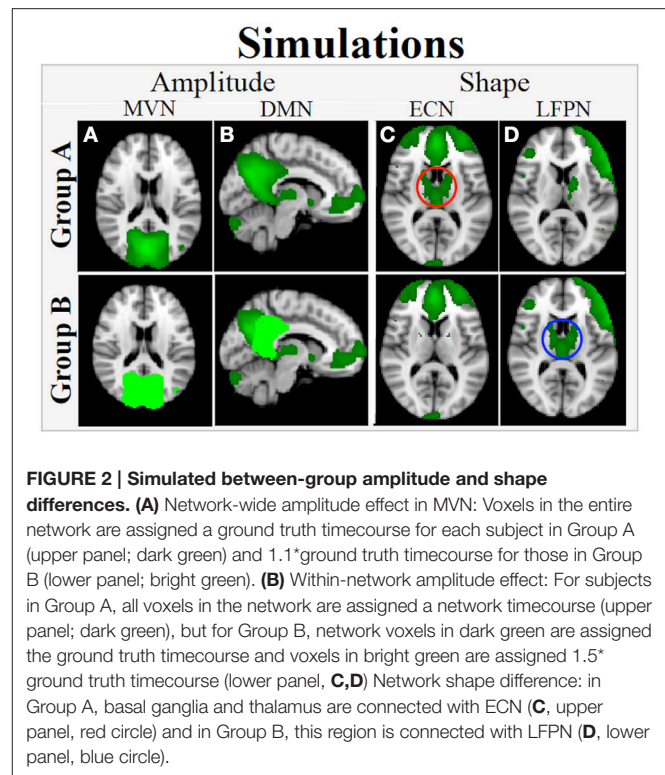 Simulations
Amplitude Shape
MVN DMN ECN LFPN
Group A
A B C D
Group B
FIGURE 2 | Simulated between-group amplitude and shape
differences. (A) Network-wide amplitude effect in MVN: Voxels in the entire
network are assigned a ground truth timecourse for each subject in Group A
(upper panel; dark green) and 1.1*ground truth timecourse for those in Group
B (lower panel; bright green). (B) Within-network amplitude effect: For subjects
in Group A, all voxels in the network are assigned a network timecourse (upper
panel; dark green), but for Group B, network voxels in dark green are assigned
the ground truth timecourse and voxels in bright green are assigned 1.5*
ground truth timecourse (lower panel, C,D) Network shape difference: in
Group A, basal ganglia and thalamus are connected with ECN (C, upper
panel, red circle) and in Group B, this region is connected with LFPN (D, lower
panel, blue circle).